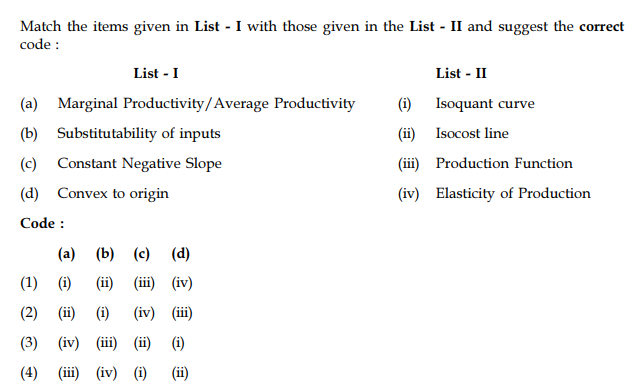 Match the items given in List - I with those given in the List - II and suggest the correct
code :
List - I List - II
(a) Marginal Productivity/Average Productivity (i) Isoquant curve
(b) Substitutability of inputs (ii) Isocost line
(c) Constant Negative Slope (iii) Production Function
(d) Convex to origin (iv) Elasticity of Production
Code :
(a) (b) (c) (d)
(1) (i) (ii) (iii) (iv)
(2) (ii) (i) (iv) (iii)
(3) (iv) (iii) (ii) (i)
(4) (iii) (iv) (i) (ii)